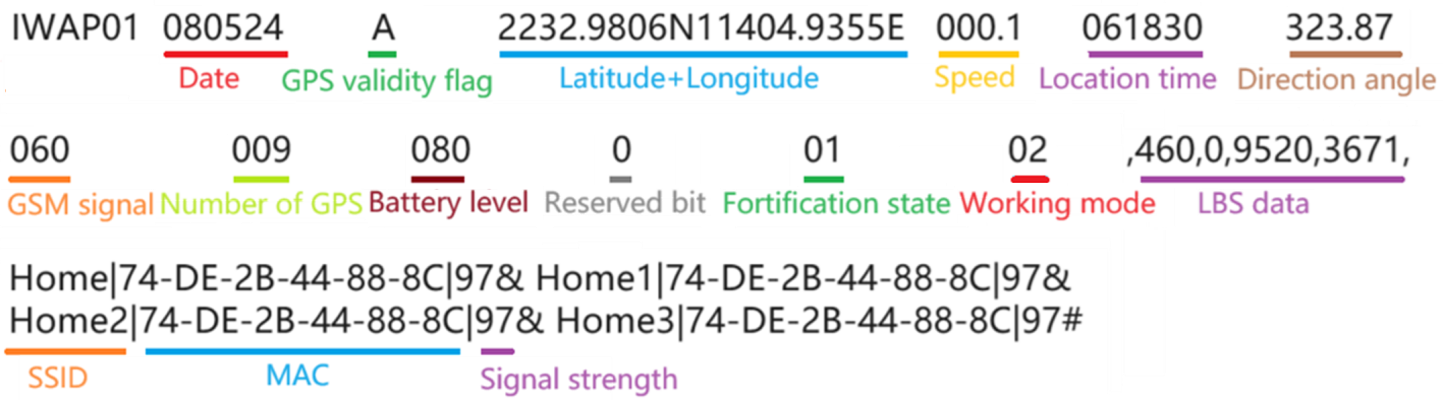 IWAP01 080524 A 2232.9806N11404.9355E 000.1 061830 323.87
Date GPS validity flag Latitude+Longitude Speed Location time Direction angle
060 009 080 0 01 02 ,460,0,9520,3671,
GSM signal Number of GPS Battery level Reserved bit Fortification state Working mode LBS data
Home|74-DE-2B-44-88-8C|97& Home1|74-DE-2B-44-88-8C|97&
Home2|74-DE-2B-44-88-8C|97& Home3|74-DE-2B-44-88-8C|97#
SSID MAC Signal strength